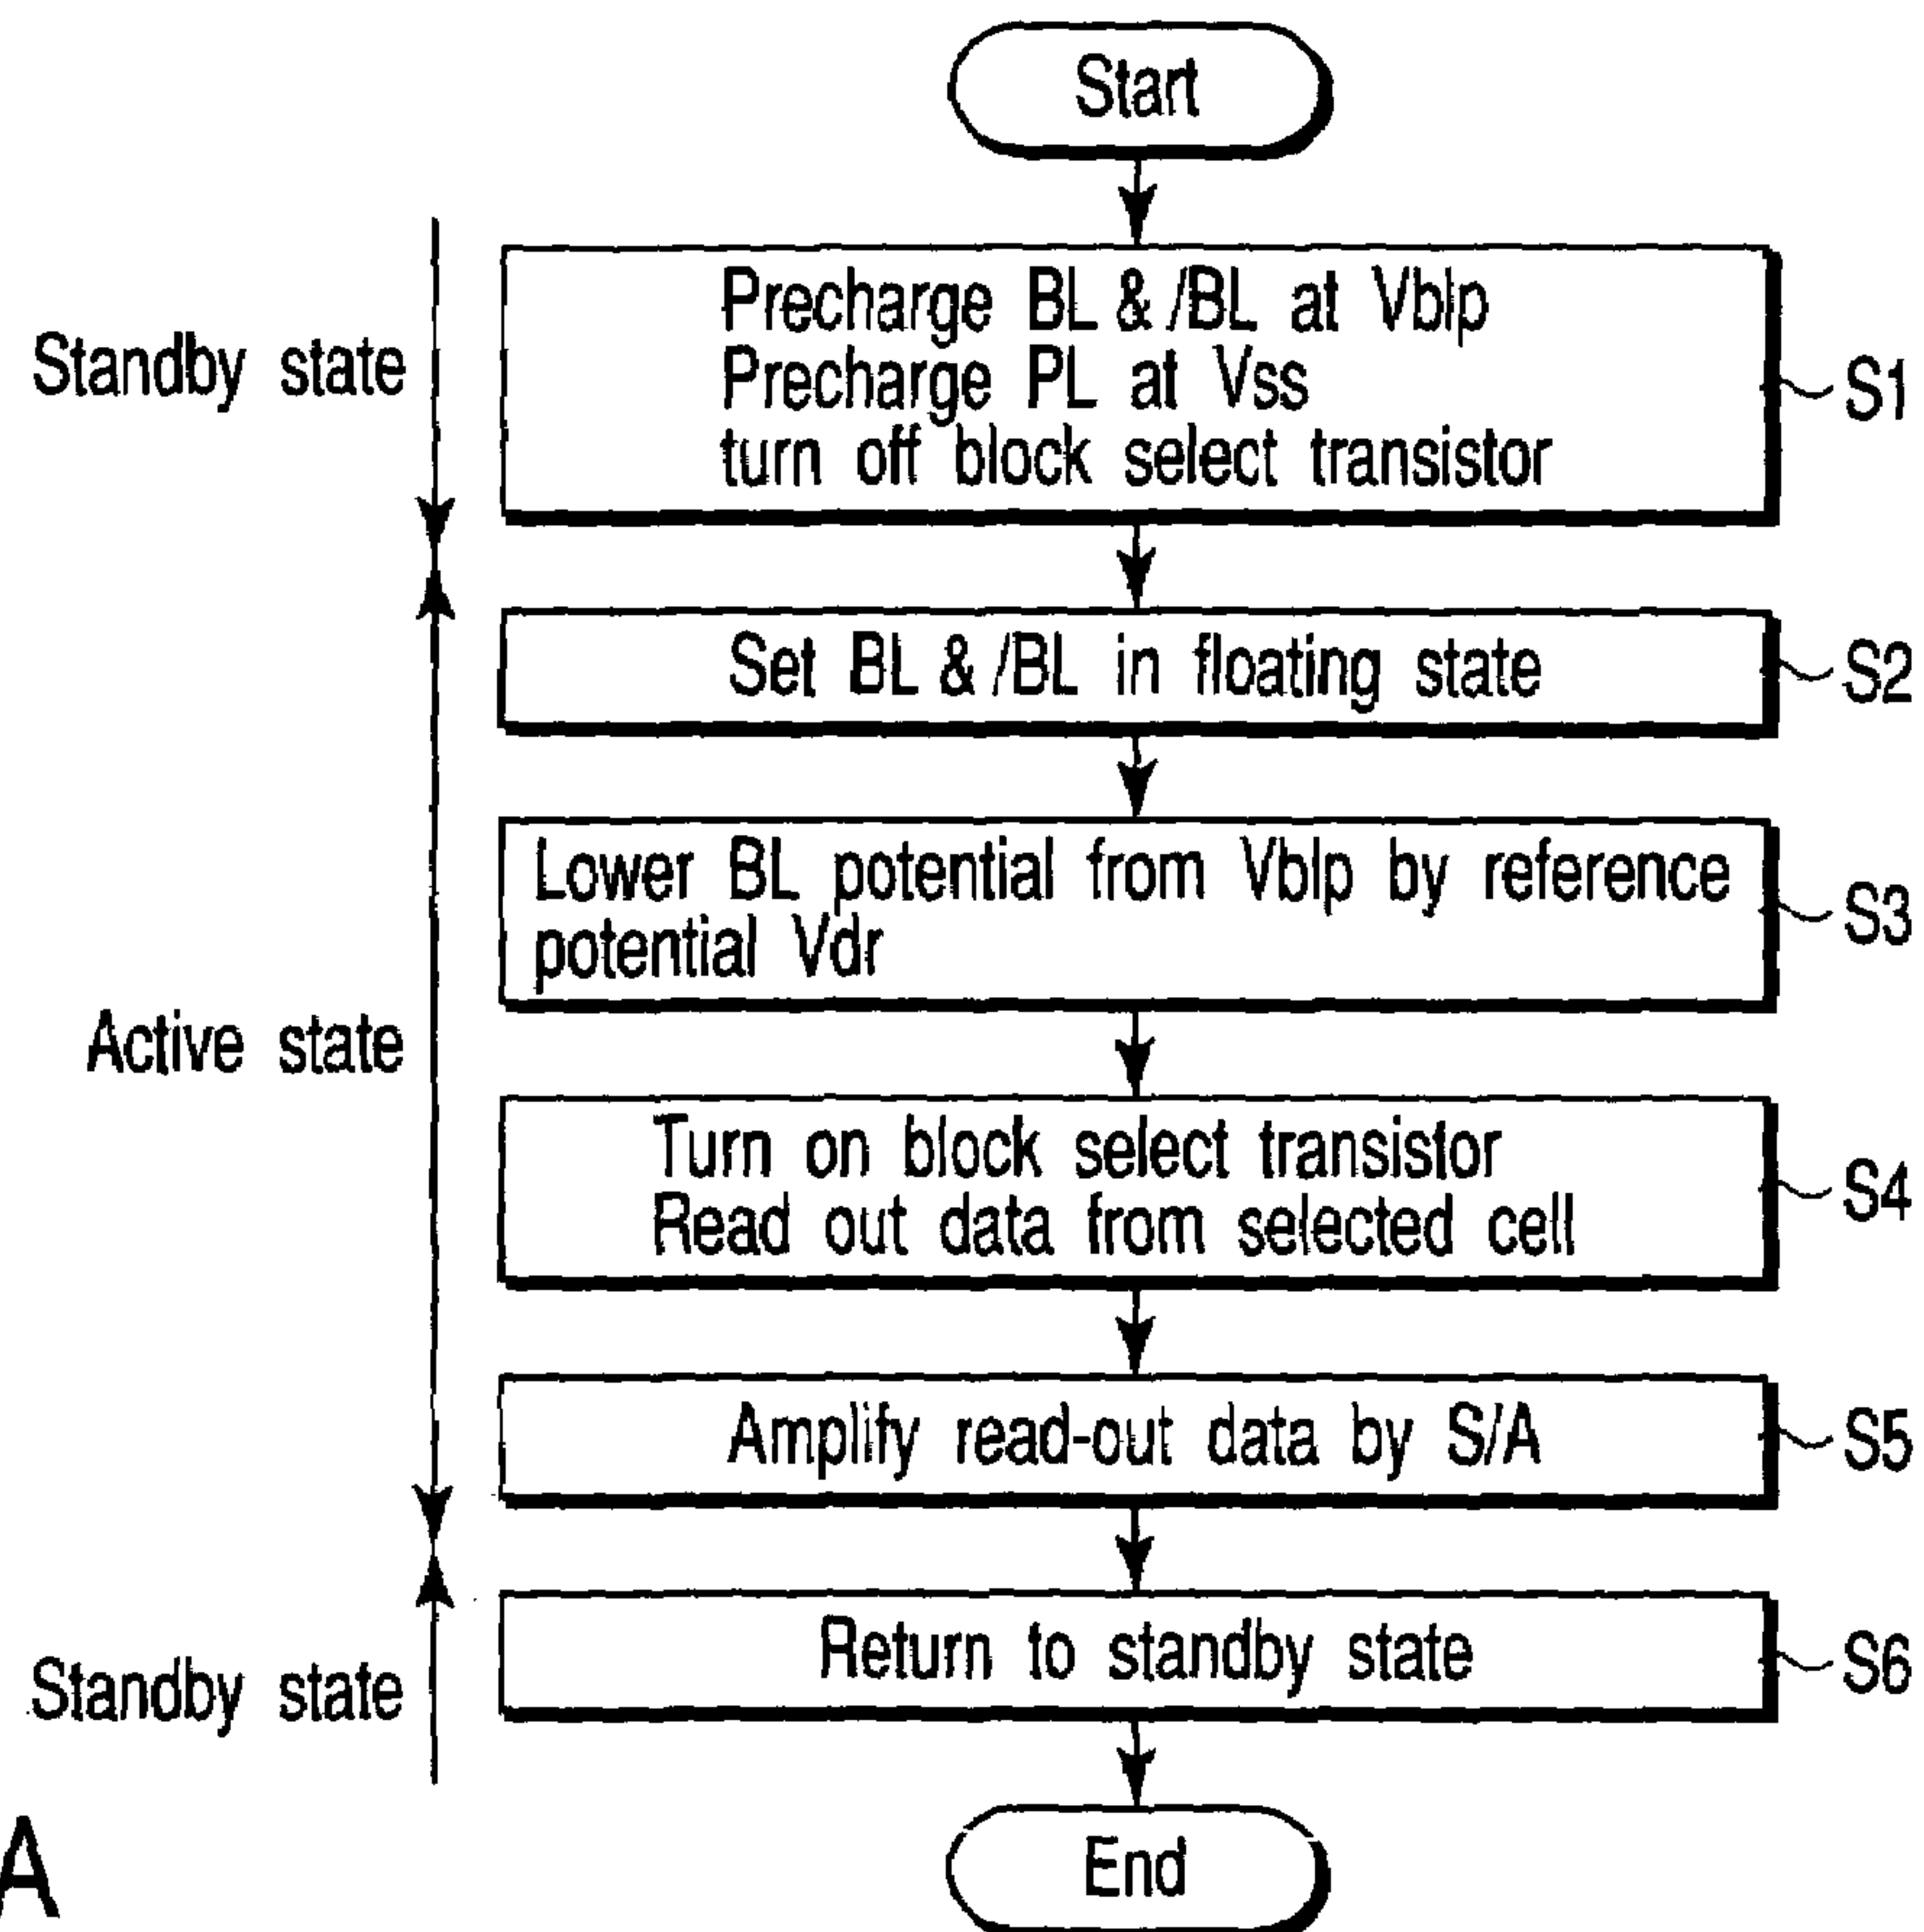 Start
Standby state
Precharge BL & /BL at Vblp
Precharge PL at Vss
turn off block select transistor
S1
Set BL & /BL in floating state
S2
Lower BL potential from Vblp by reference
potential Vdr
S3
Active state
Turn on block select transistor
Read out data from selected cell
S4
Amplify read-out data by S/A
S5
Standby state
Return to standby state
S6
End
A